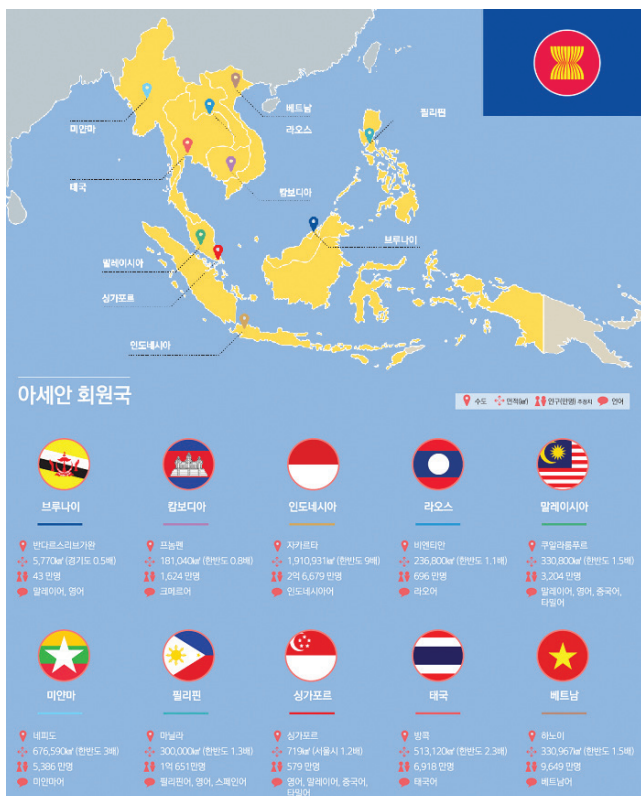 베트남
미얀마
라오스
필리핀
태국
캄보디아
브루나이
말레이시아
싱가포르
인도네시아
아세안 회원국
수도 면적(㎢) 인구(만명) 추정치 언어
브루나이
반다르스리브가완
5,770㎢ (경기도 0.5배)
43 만명
말레이어, 영어
캄보디아
프놈펜
181,040㎢ (한반도 0.8배)
1,624 만명
크메르어
인도네시아
자카르타
1,910,931㎢ (한반도 9배)
2억 6,679 만명
인도네시아어
라오스
비엔티안
236,800㎢ (한반도 1.1배)
696 만명
라오어
말레이시아
쿠알라룸푸르
330,800㎢ (한반도 1.5배)
3,204 만명
말레이어, 영어, 중국어,
타밀어
미얀마
네피도
676,590㎢ (한반도 3배)
5,386 만명
미얀마어
필리핀
마닐라
300,000㎢ (한반도 1.3배)
1억 651만명
필리핀어, 영어, 스페인어
싱가포르
싱가포르
719㎢ (서울시 1.2배)
579 만명
영어, 말레이어, 중국어,
타밀어
태국
방콕
513,120㎢ (한반도 2.3배)
6,918 만명
태국어
베트남
하노이
330,967㎢ (한반도 1.5배)
9,649 만명
베트남어